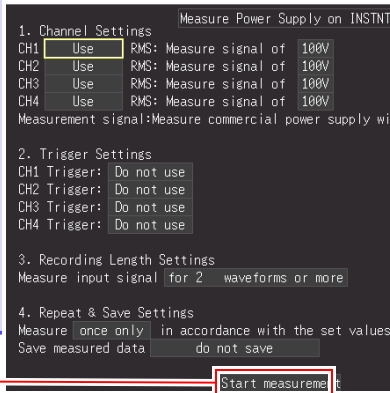 Measure Power Supply on INSTNT
1. Channel Settings
CH1 Use RMS: Measure signal of 100V
CH2 Use RMS: Measure signal of 100V
CH3 Use RMS: Measure signal of 100V
CH4 Use RMS: Measure signal of 100V
Measurement signal:Measure commercial power supply wi
2. Trigger Settings
CH1 Trigger: Do not use
CH2 Trigger: Do not use
CH3 Trigger: Do not use
CH4 Trigger: Do not use
3. Recording Length Settings
Measure input signal for 2 waveforms or more
4. Repeat & Save Settings
Measure once only in accordance with the set values
Save measured data do not save
Start measurement